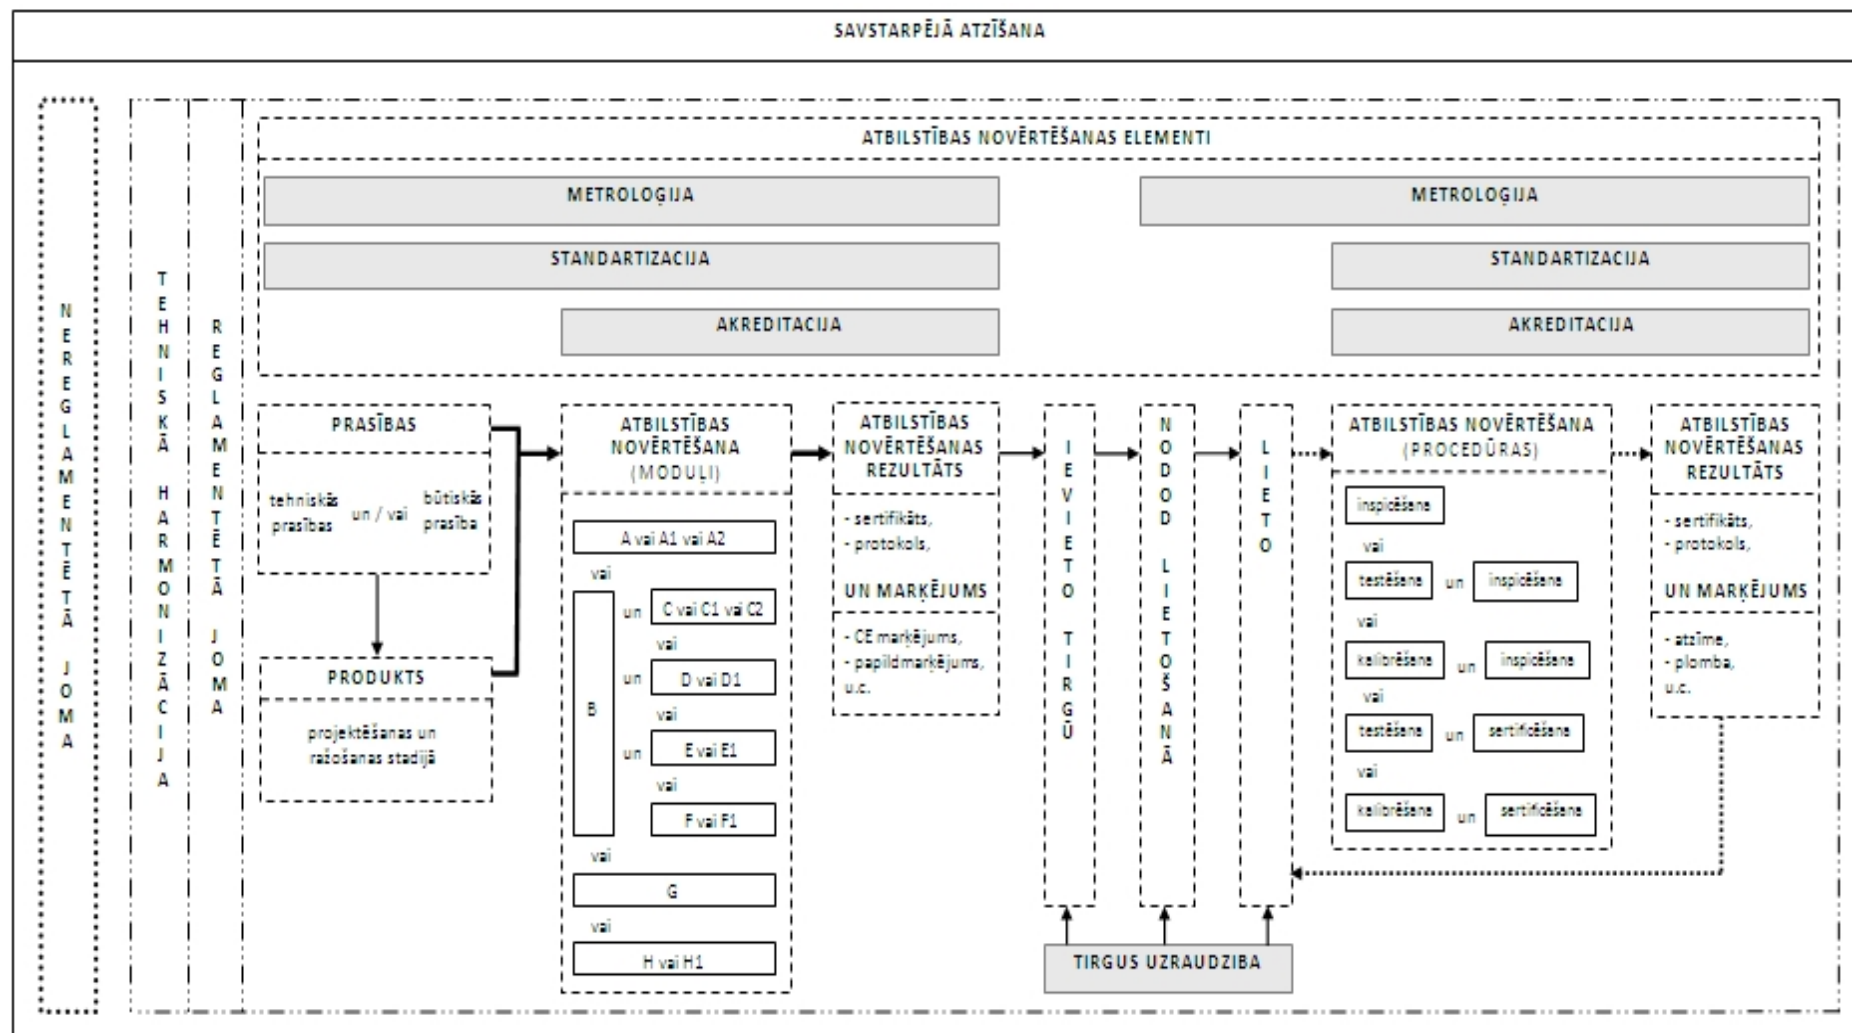 SAVSTARPĒJĀ ATZĪŠANA
NEREGLAMENTĒTĀ JOMA
TEHNISKĀ HARMONIZĀCIJA
REGLAMENTĒTĀ JOMA
ATBILSTĪBAS NOVĒRTĒŠANAS ELEMENTI
METROLOĢIJA
METROLOĢIJA
STANDARTIZACIJA
STANDARTIZACIJA
AKREDITACIJA
AKREDITACIJA
PRASĪBAS
tehniskās
prasības
un / vai
būtiskās
prasība
PRODUKTS
projektēšanas un
ražošanas stadijā
ATBILSTĪBAS
NOVĒRTĒŠANA
(MODUĻI)
A vai A1 vai A2
vai
B
un
C vai C1 vai C2
vai
un
D vai D1
vai
un
E vai E1
vai
F vai F1
vai
G
vai
H vai H1
ATBILSTĪBAS
NOVĒRTĒŠANAS
REZULTĀTS
- sertifikāts,
- protokols,
UN MARĶĒJUMS
- CE marķējums,
- papildmarķējums,
u.c.
IEVIETO TIRGŪ
NODOD LIETOŠANĀ
LIETO
TIRGUS UZRAUDZIBA
ATBILSTĪBAS NOVĒRTĒŠANA
(PROCEDŪRAS)
inspicēšana
vai
testēšana un inspicēšana
vai
kalibrēšana un inspicēšana
vai
testēšana un sertificēšana
vai
kalibrēšana un sertificēšana
ATBILSTĪBAS
NOVĒRTĒŠANAS
REZULTĀTS
- sertifikāts,
- protokols,
UN MARĶĒJUMS
- atzīme,
- plomba,
u.c.